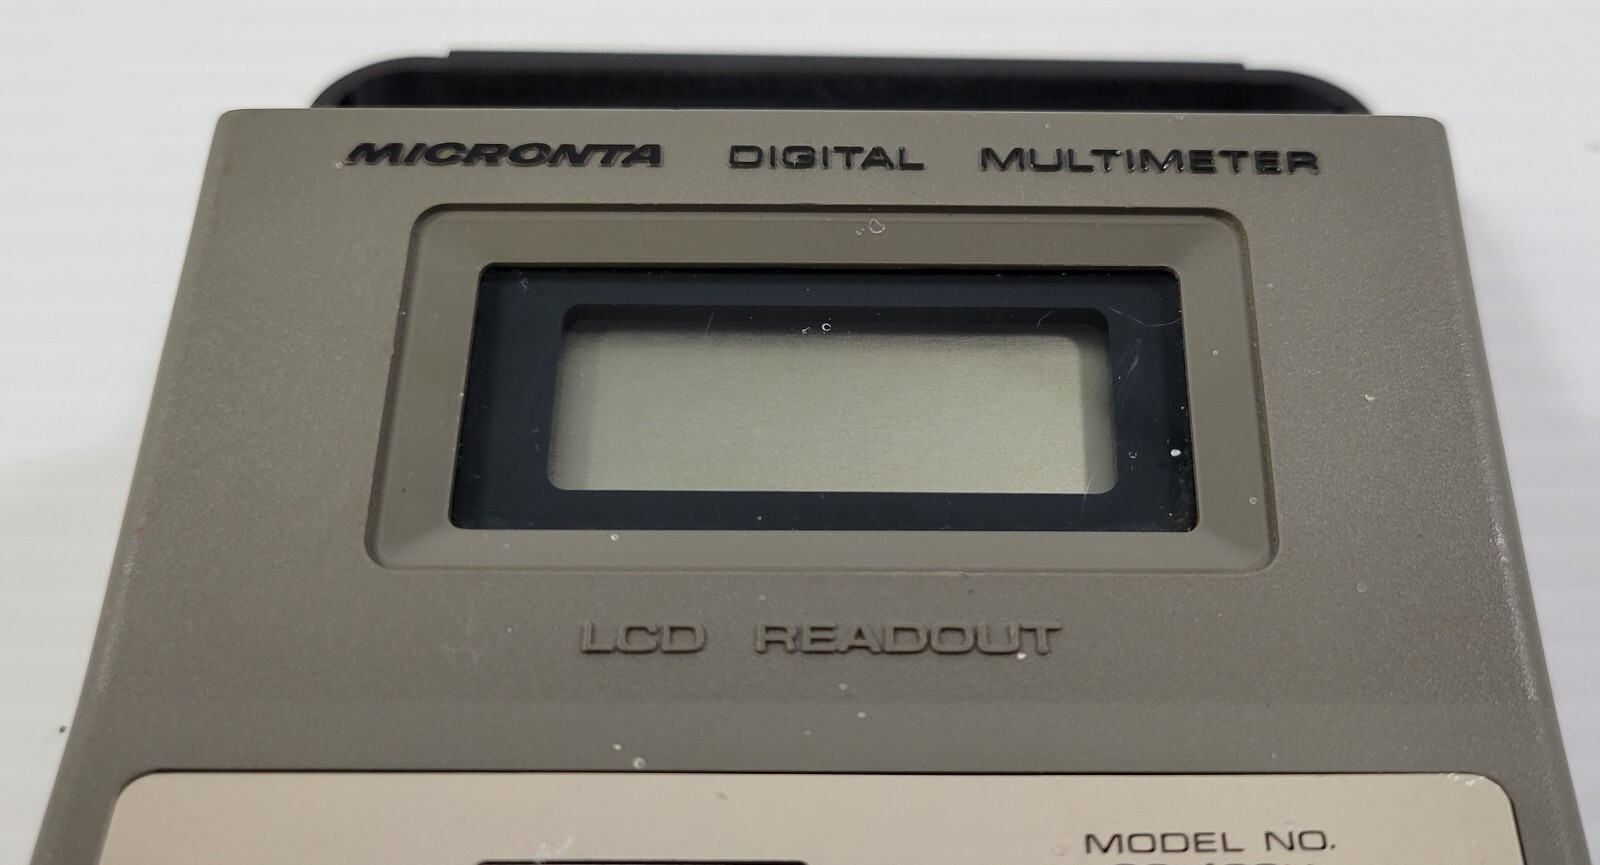 MICRONTA DIGITAL MULTIMETER
LCD READOUT
MODEL NO.